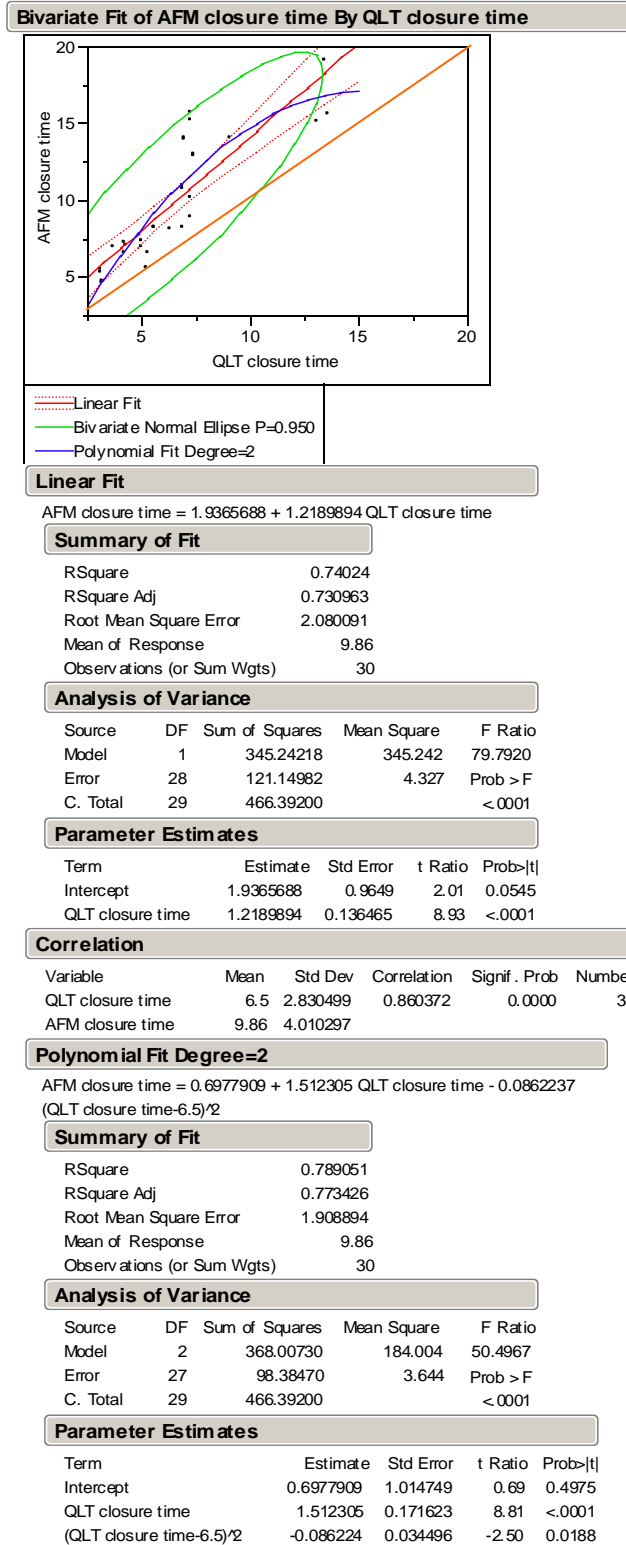 Bivariate Fit of AFM closure time By QLT closure time
20
15
10
5
AFM closure time
5 10 15 20
QLT closure time
Linear Fit
Bivariate Normal Ellipse P=0.950
Polynomial Fit Degree=2
Linear Fit
AFM closure time = 1.9365688 + 1.2189894 QLT closure time
Summary of Fit
RSquare 0.74024
RSquare Adj 0.730963
Root Mean Square Error 2.080091
Mean of Response 9.86
Observations (or Sum Wgts) 30
Analysis of Variance
Source DF Sum of Squares Mean Square F Ratio
Model 1 345.24218 345.242 79.7920
Error 28 121.14982 4.327 Prob > F
C. Total 29 466.39200 <.0001
Parameter Estimates
Term Estimate Std Error t Ratio Prob>|t|
Intercept 1.9365688 0.9649 2.01 0.0545
QLT closure time 1.2189894 0.136465 8.93 <.0001
Correlation
Variable Mean Std Dev Correlation Signif. Prob Numbe
QLT closure time 6.5 2.830499 0.860372 0.0000 3
AFM closure time 9.86 4.010297
Polynomial Fit Degree=2
AFM closure time = 0.6977909 + 1.512305 QLT closure time - 0.0862237
(QLT closure time-6.5)^2
Summary of Fit
RSquare 0.789051
RSquare Adj 0.773426
Root Mean Square Error 1.908894
Mean of Response 9.86
Observations (or Sum Wgts) 30
Analysis of Variance
Source DF Sum of Squares Mean Square F Ratio
Model 2 368.00730 184.004 50.4967
Error 27 98.38470 3.644 Prob > F
C. Total 29 466.39200 <.0001
Parameter Estimates
Term Estimate Std Error t Ratio Prob>|t|
Intercept 0.6977909 1.014749 0.69 0.4975
QLT closure time 1.512305 0.171623 8.81 <.0001
(QLT closure time-6.5)^2 -0.086224 0.034496 -2.50 0.0188